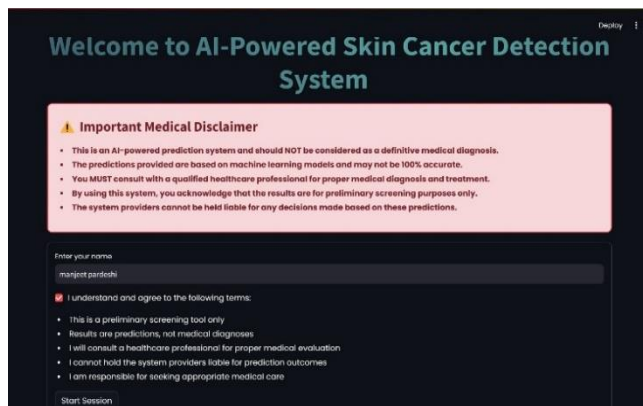 Deploy
Welcome to AI-Powered Skin Cancer Detection
System
Important Medical Disclaimer
This is an AI-powered prediction system and should NOT be considered as a definitive medical diagnosis.
The predictions provided are based on machine learning models and may not be 100% accurate.
You MUST consult with a qualified healthcare professional for proper medical diagnosis and treatment.
By using this system, you acknowledge that the results are for preliminary screening purposes only.
The system providers cannot be held liable for any decisions made based on these predictions.
Enter your name
manjeet pardeshi
I understand and agree to the following terms:
This is a preliminary screening tool only
Results are predictions, not medical diagnoses
I will consult a healthcare professional for proper medical evaluation
I cannot hold the system providers liable for prediction outcomes
I am responsible for seeking appropriate medical care
Start Session